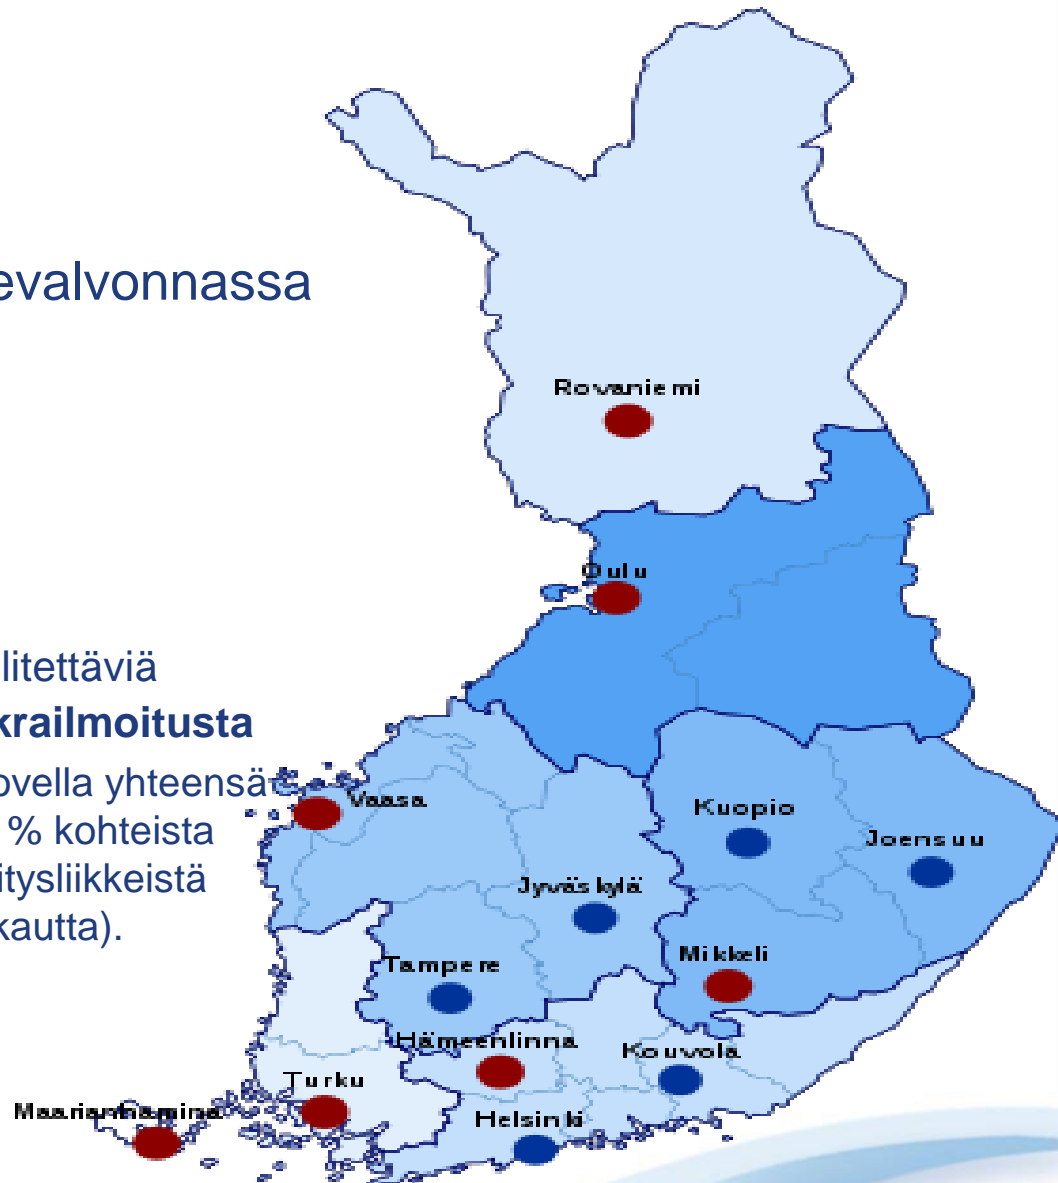 evalvonnassa
litettäviä
krailmoitusta
ovella yhteensä
% kohteista
itysliikkeistä
kautta).
Rovaniemi
Oulu
Vaasa
Kuopio
Joensuu
Jyväskylä
Mikkeli
Tampere
Hämeenlinna
Kouvola
Turku
Maarianhamina
Helsinki